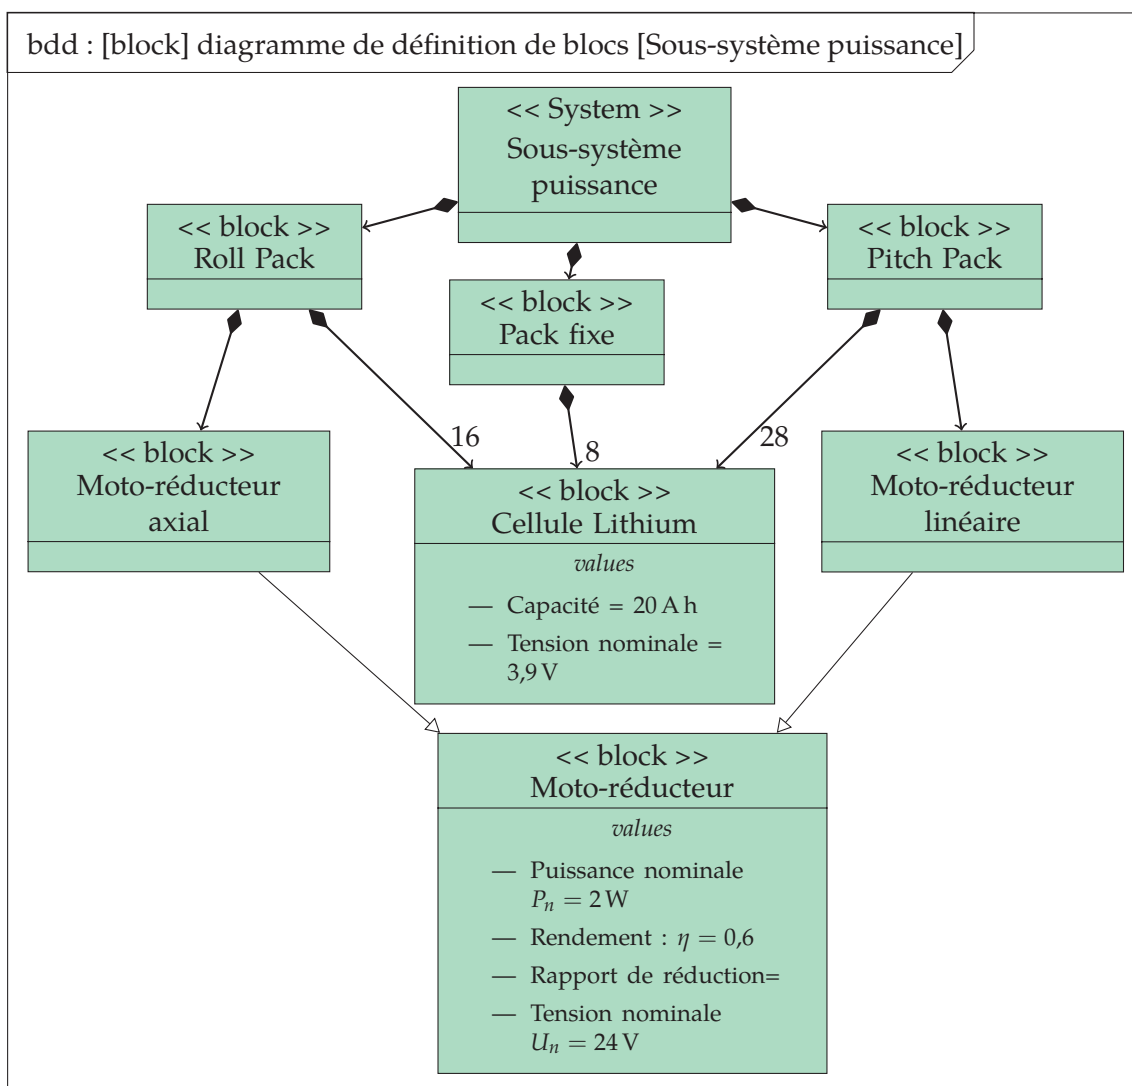 bdd : [block] diagramme de définition de blocs [Sous-système puissance]
<< System >>
Sous-système
puissance
<< block >>
Roll Pack
<< block >>
Pack fixe
<< block >>
Pitch Pack
16
8
28
<< block >>
Moto-réducteur
axial
<< block >>
Cellule Lithium
values
— Capacité = 20 A h
— Tension nominale =
3,9 V
<< block >>
Moto-réducteur
linéaire
<< block >>
Moto-réducteur
values
— Puissance nominale
Pₙ = 2 W
— Rendement : η = 0,6
— Rapport de réduction=
— Tension nominale
Uₙ = 24 V